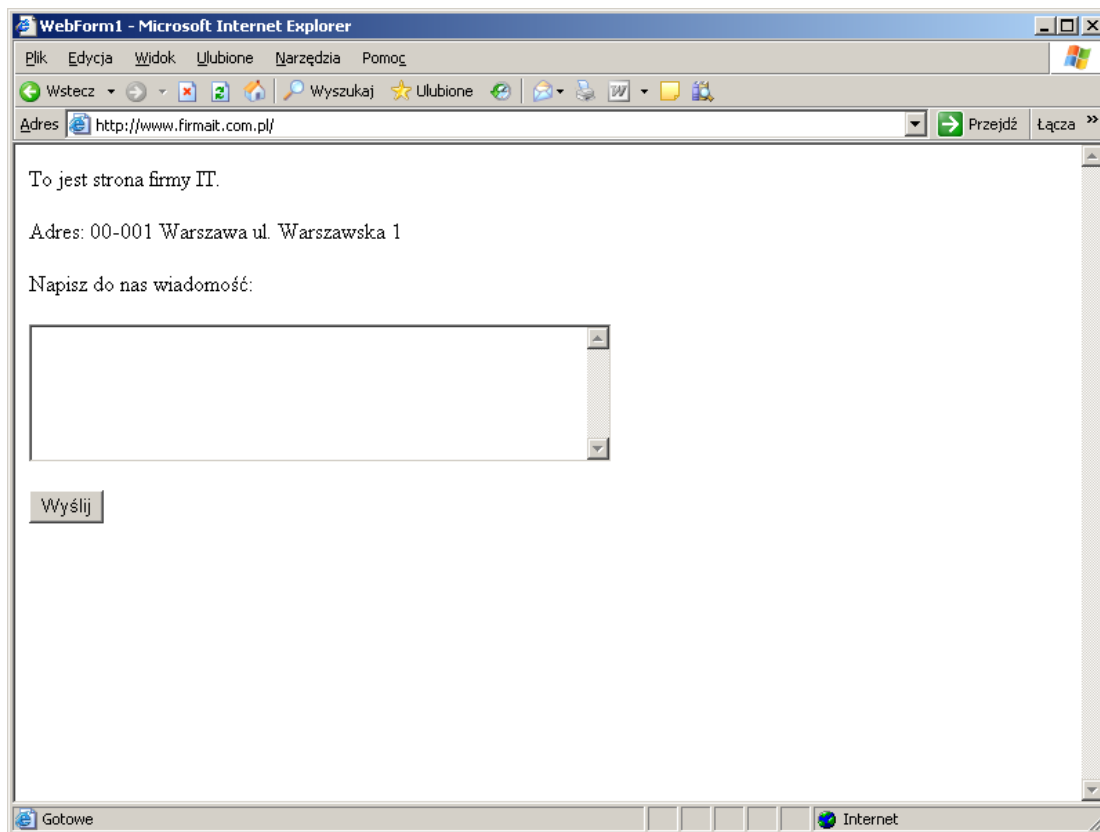 WebForm1 - Microsoft Internet Explorer
Plik Edycja Widok Ulubione Narzędzia Pomoc
Wstecz Wyszukaj Ulubione
Adres http://www.firmait.com.pl/ Przejdź Łącza »
To jest strona firmy IT.
Adres: 00-001 Warszawa ul. Warszawska 1
Napisz do nas wiadomość:
Wyślij
Gotowe Internet